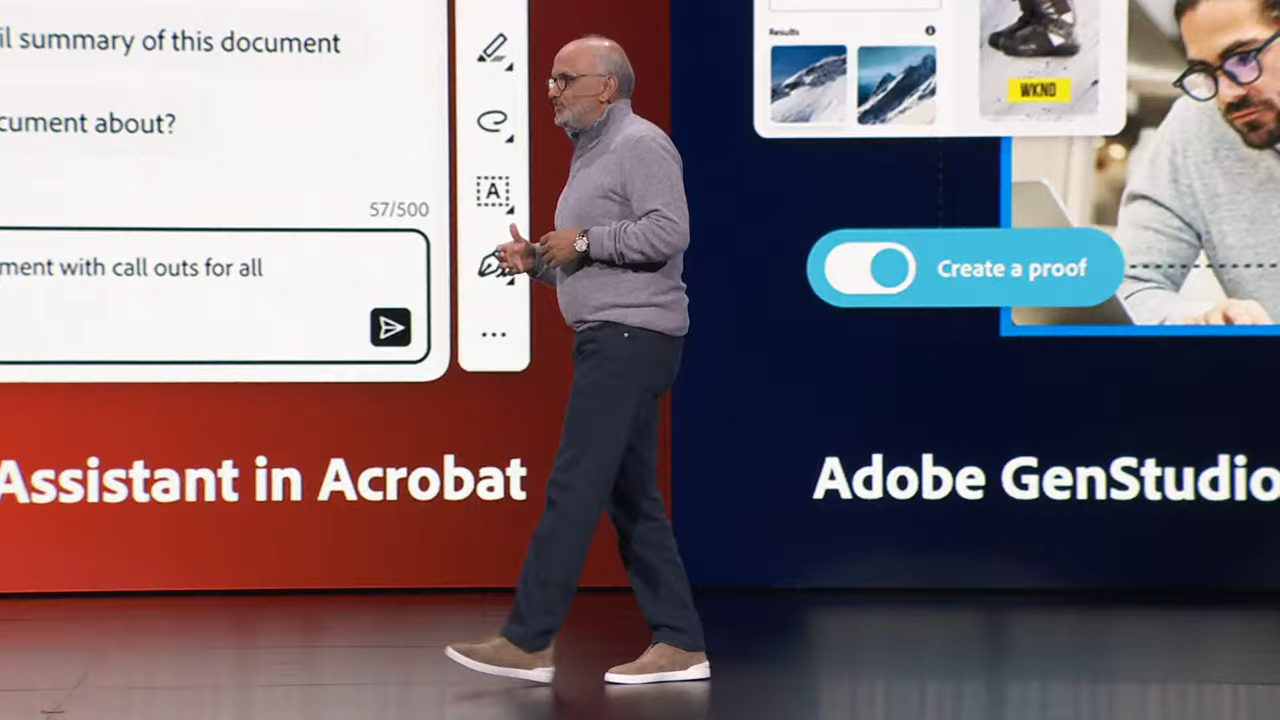 il summary of this document
cument about?
57/500
ment with call outs for all
A
Assistant in Acrobat
Results
WKND
Create a proof
Adobe GenStudio